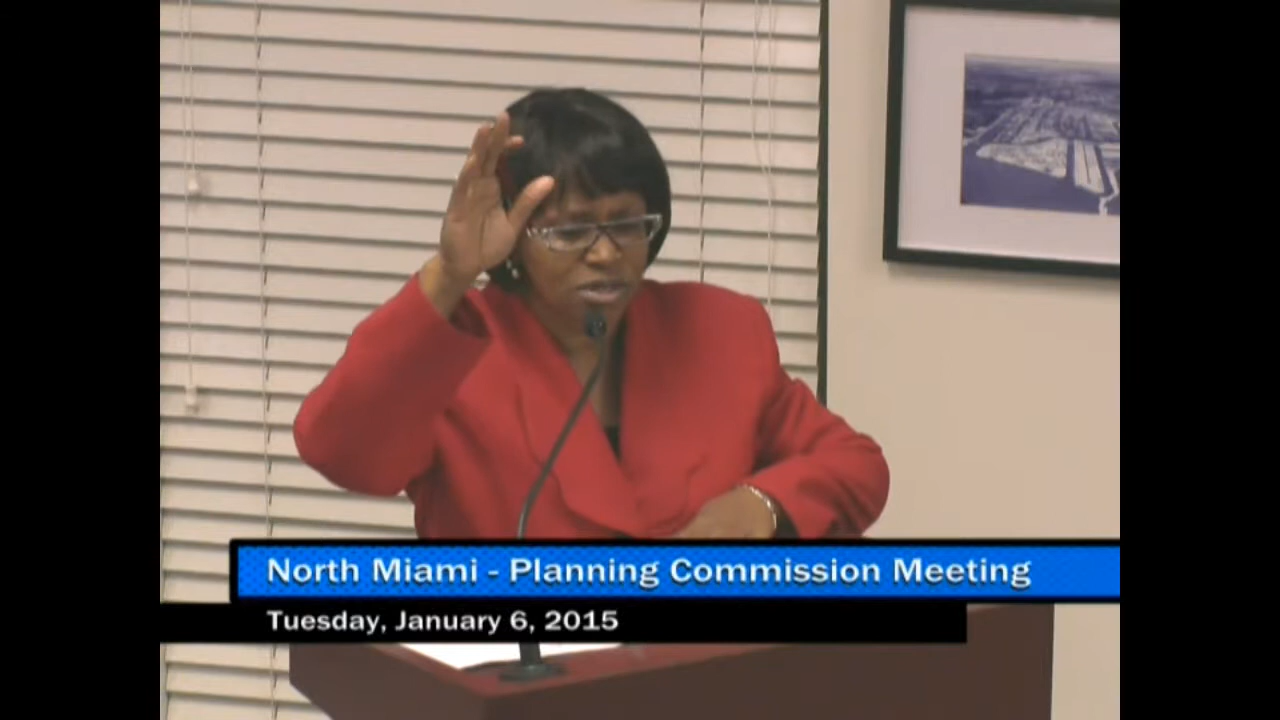 North Miami - Planning Commission Meeting
Tuesday, January 6, 2015